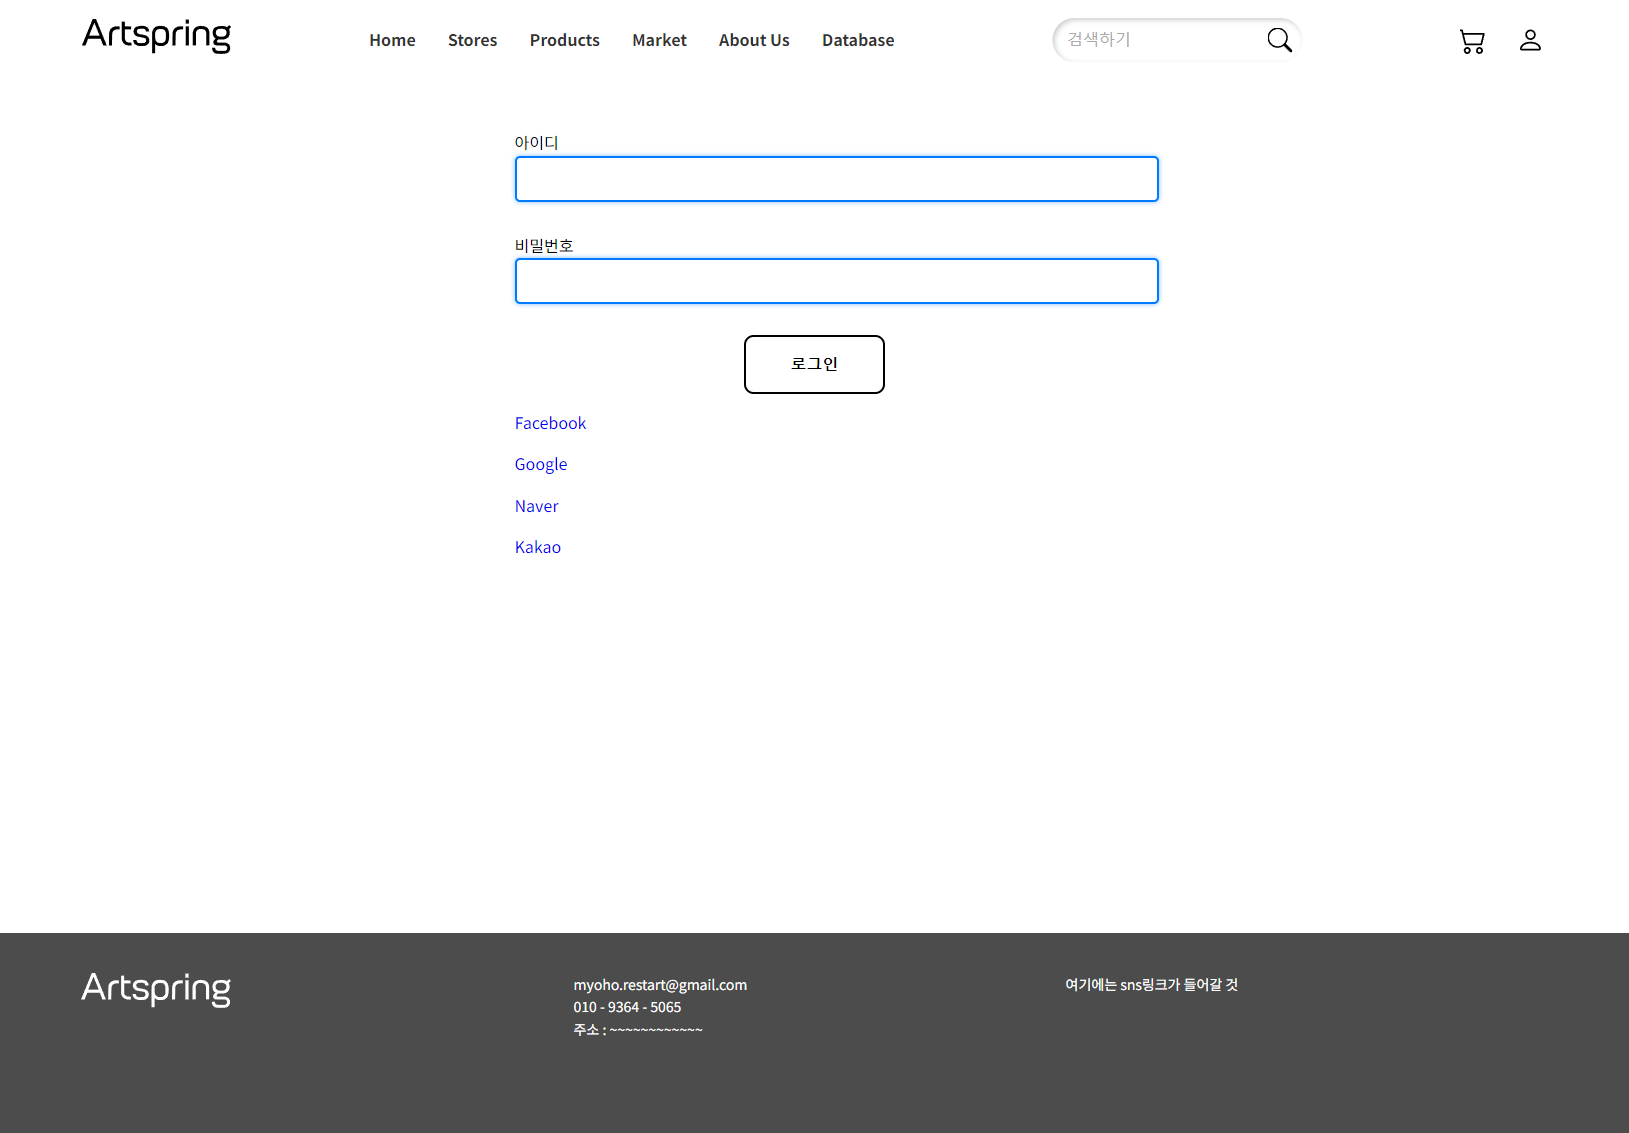 Artspring
Home Stores Products Market About Us Database
검색하기
아이디
비밀번호
로그인
Facebook
Google
Naver
Kakao
Artspring
myoho.restart@gmail.com
010 - 9364 - 5065
주소 : ~~~~~~~~~~~~
여기에는 sns링크가 들어갈 것